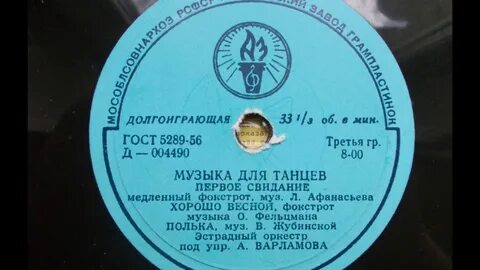 МОСОБЛСОВНАРХОЗ РСФСР ЗАВОД ГРАМПЛАСТИНОК
АЗ
ДОЛГОИГРАЮЩАЯ 33 1/3 об. в мин.
ГОСТ 5289-56 Третья гр.
Д — 004490 8-00
МУЗЫКА ДЛЯ ТАНЦЕВ
ПЕРВОЕ СВИДАНИЕ
медленный фокстрот, муз. Л. Афанасьева
ХОРОШО ВЕСНОЙ, фокстрот
музыка О. Фельцмана
ПОЛЬКА, муз. В. Жубинской
Эстрадный оркестр
под упр. А. ВАРЛАМОВА